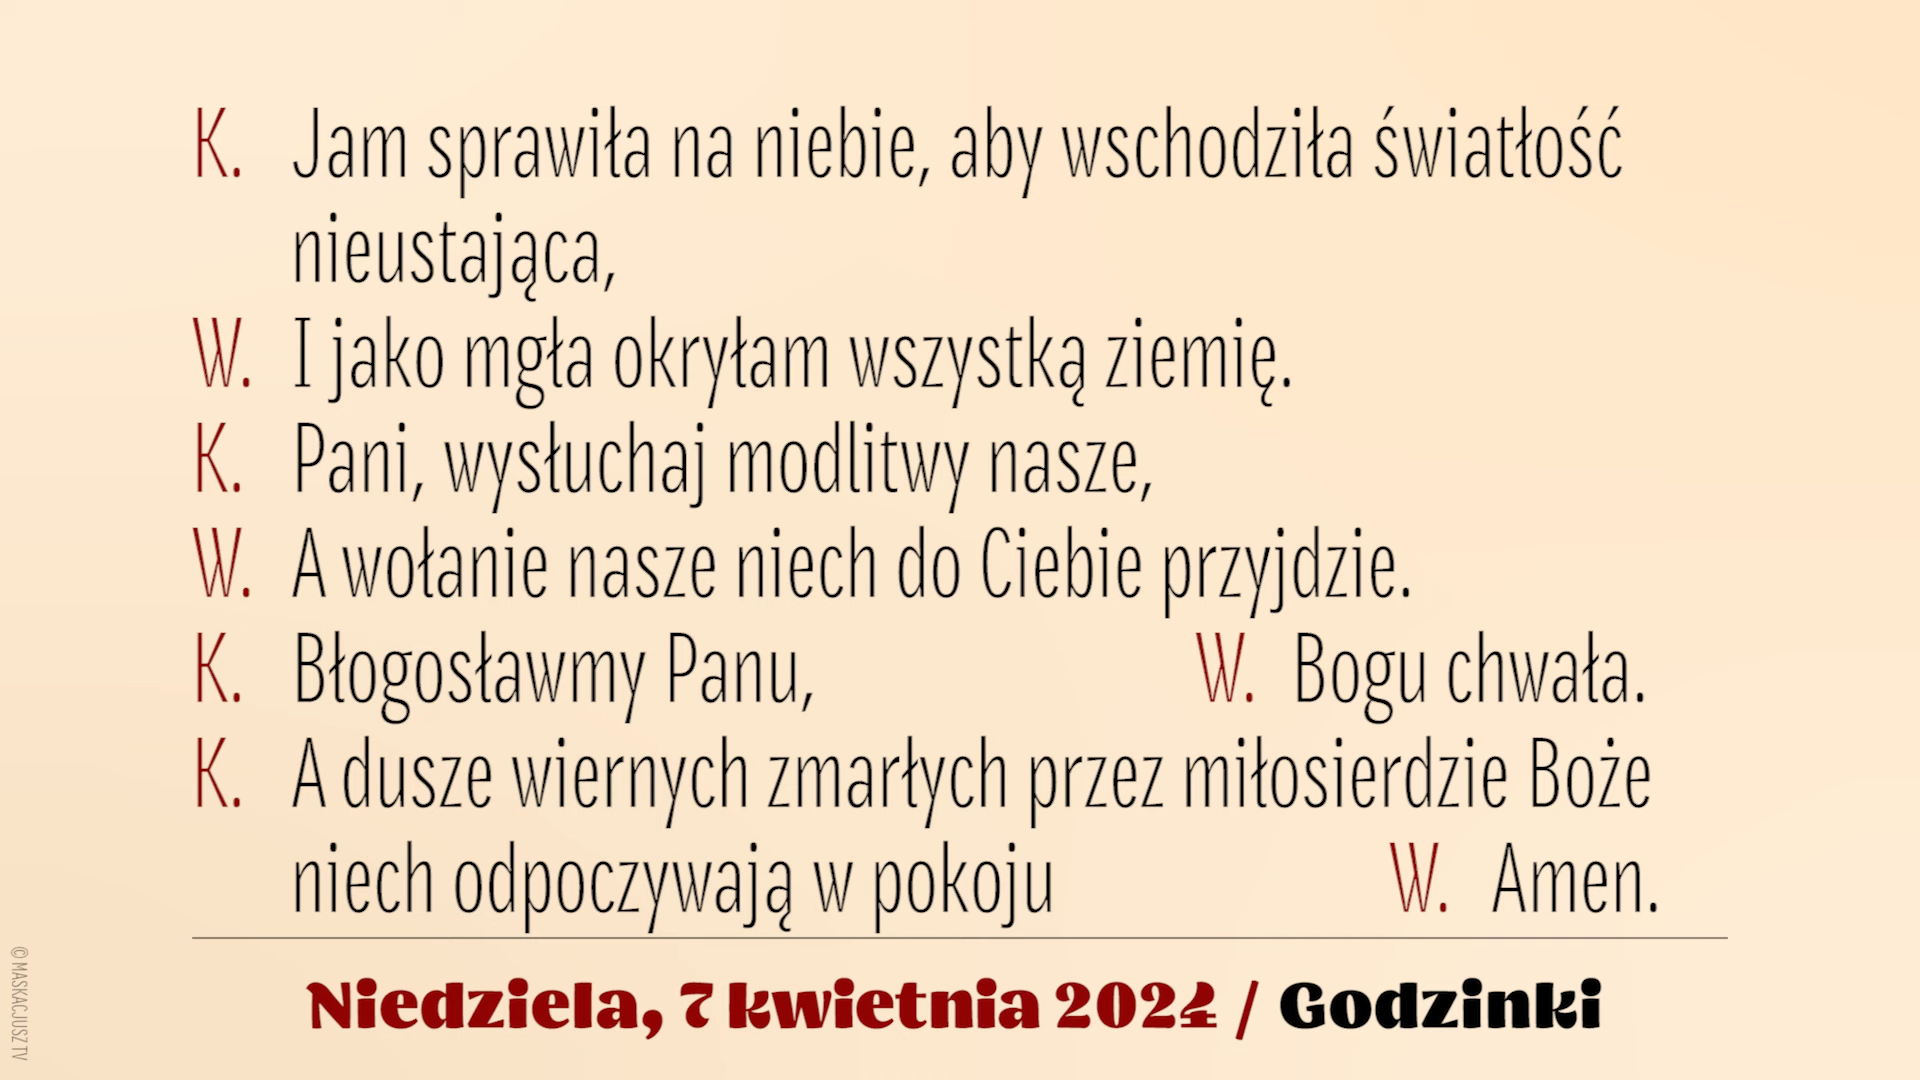 K. Jam sprawiła na niebie, aby wschodziła światłość
nieustająca,
W. I jako mgła okryłam wszystką ziemię.
K. Pani, wysłuchaj modlitwy nasze,
W. A wołanie nasze niech do Ciebie przyjdzie.
K. Błogosławmy Panu, W. Bogu chwała.
K. A dusze wiernych zmarłych przez miłosierdzie Boże
niech odpoczywają w pokoju W. Amen.
Niedziela, 7 kwietnia 2024 / Godzinki
© MASKACJUSZ TV